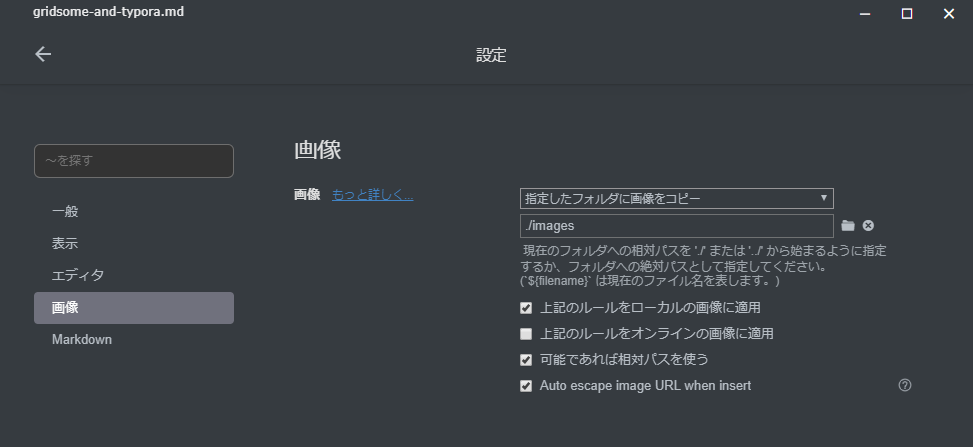 gridsome-and-typora.md
設定
～を探す
一般
表示
エディタ
画像
Markdown
画像
画像 もっと詳しく...
指定したフォルダに画像をコピー
./images
現在のフォルダへの相対パスを './' または '../' から始まるように指定
するか、フォルダへの絶対パスとして指定してください。
(`${filename}` は現在のファイル名を表します。)
上記のルールをローカルの画像に適用
上記のルールをオンラインの画像に適用
可能であれば相対パスを使う
Auto escape image URL when insert